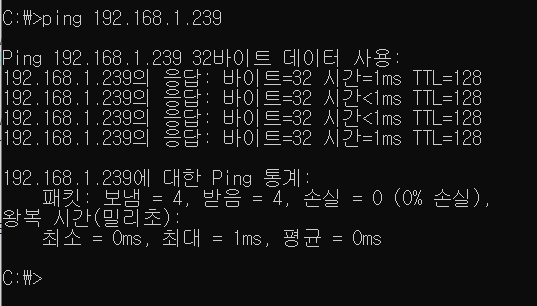 C:\>ping 192.168.1.239
Ping 192.168.1.239 32바이트 데이터 사용:
192.168.1.239의 응답: 바이트=32 시간=1ms TTL=128
192.168.1.239의 응답: 바이트=32 시간<1ms TTL=128
192.168.1.239의 응답: 바이트=32 시간<1ms TTL=128
192.168.1.239의 응답: 바이트=32 시간=1ms TTL=128
192.168.1.239에 대한 Ping 통계:
패킷: 보냄 = 4, 받음 = 4, 손실 = 0 (0% 손실),
왕복 시간(밀리초):
최소 = 0ms, 최대 = 1ms, 평균 = 0ms
C:\>